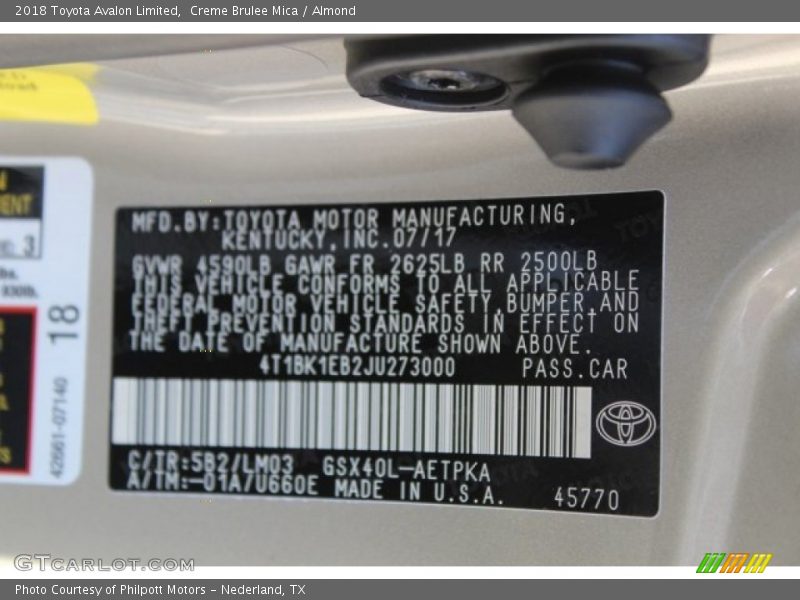 2018 Toyota Avalon Limited,  Creme Brulee Mica / Almond
MFD.BY:TOYOTA MOTOR MANUFACTURING,
KENTUCKY,INC.07/17
GVWR 4590LB GAWR FR 2625LB RR 2500LB
THIS VEHICLE CONFORMS TO ALL APPLICABLE
FEDERAL MOTOR VEHICLE SAFETY,BUMPER,AND
THEFT PREVENTION STANDARDS IN EFFECT ON
THE DATE OF MANUFACTURE SHOWN ABOVE.
4T1BK1EB2JU273000 PASS.CAR
C/TR:5B2/LM03 GSX40L-AETPKA
A/TM:-01A/U660E MADE IN U.S.A.
45770
3
18
42661-07140
GTcarlot.com
Photo Courtesy of Philpott Motors - Nederland, TX